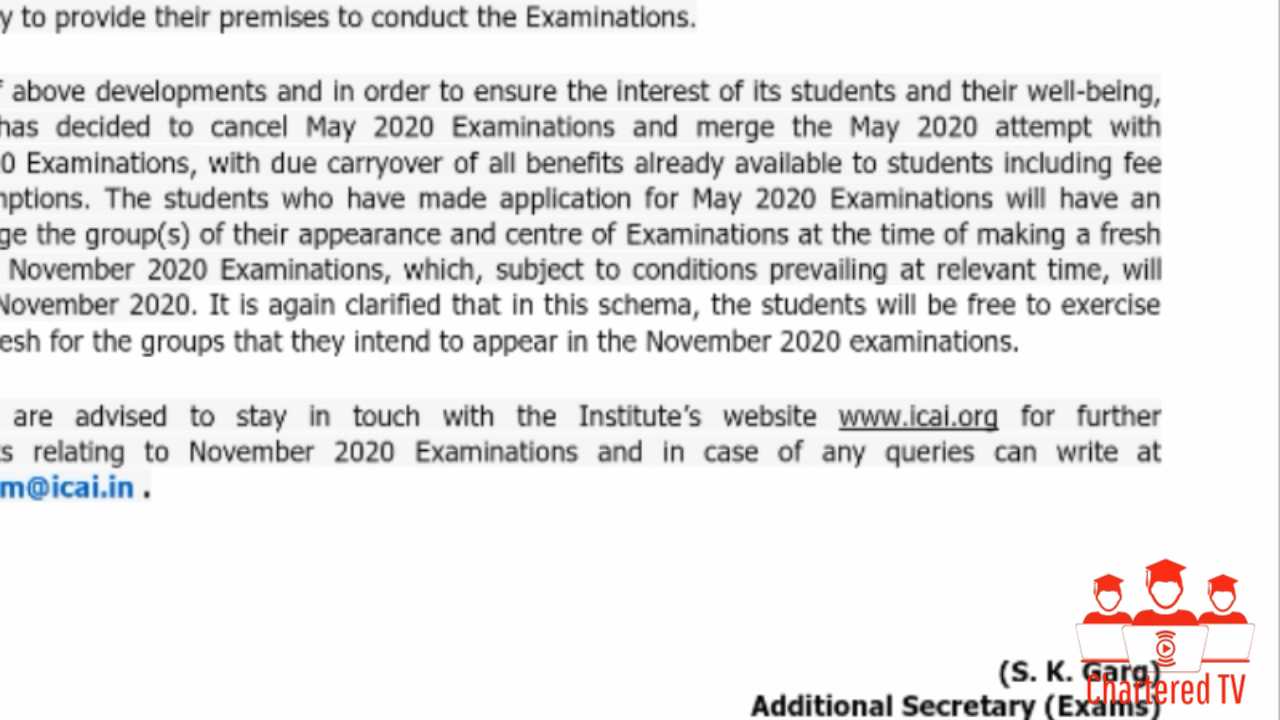 y to provide their premises to conduct the Examinations.
f above developments and in order to ensure the interest of its students and their well-being,
has decided to cancel May 2020 Examinations and merge the May 2020 attempt with
0 Examinations, with due carryover of all benefits already available to students including fee
nptions. The students who have made application for May 2020 Examinations will have an
ge the group(s) of their appearance and centre of Examinations at the time of making a fresh
November 2020 Examinations, which, subject to conditions prevailing at relevant time, will
November 2020. It is again clarified that in this schema, the students will be free to exercise
esh for the groups that they intend to appear in the November 2020 examinations.
are advised to stay in touch with the Institute's website www.icai.org for further
s relating to November 2020 Examinations and in case of any queries can write at
m@icai.in .
(S. K. Garg)
Chartered TV
Additional Secretary (Exams)